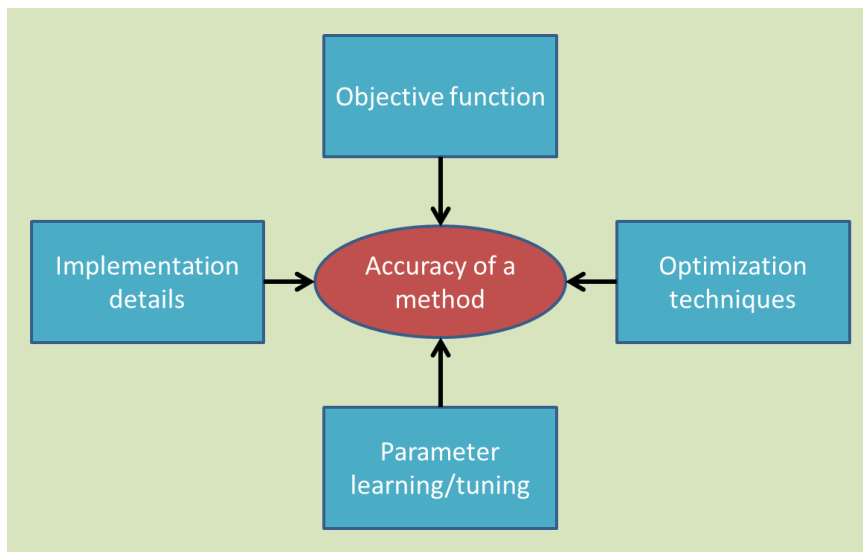 Objective function
Implementation
details
Accuracy of a
method
Optimization
techniques
Parameter
learning/tuning